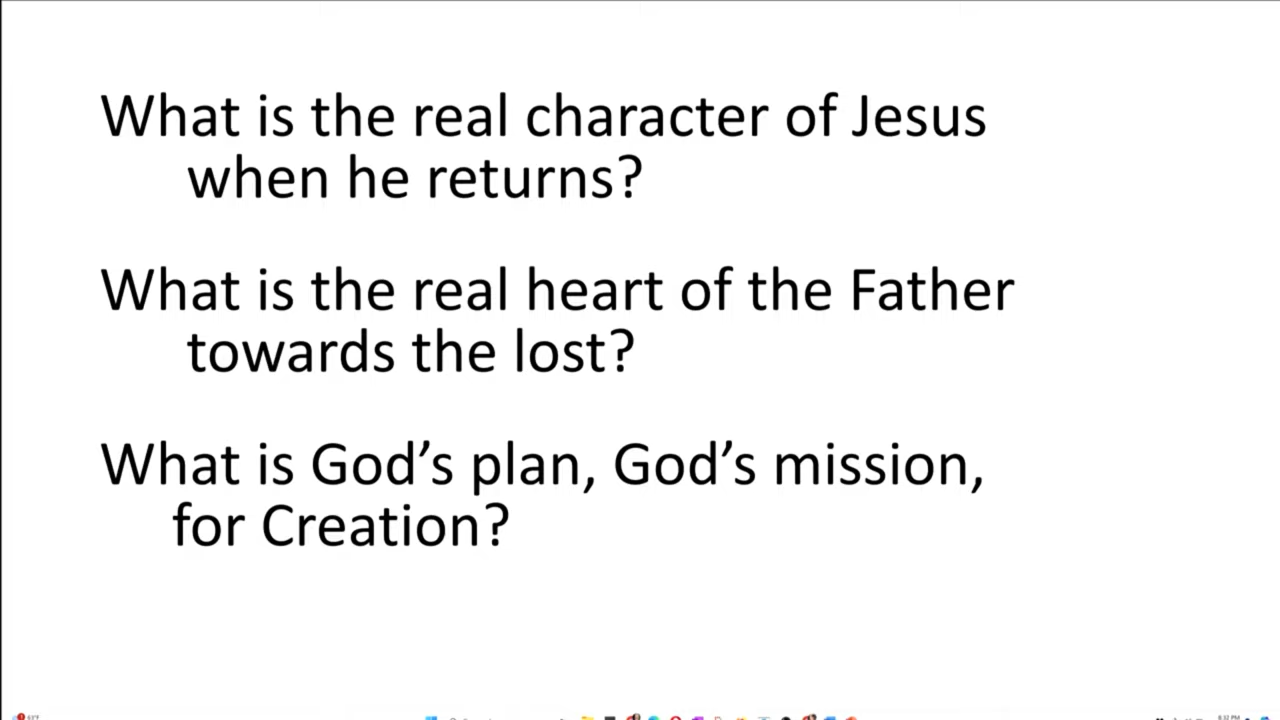 What is the real character of Jesus
when he returns?
What is the real heart of the Father
towards the lost?
What is God’s plan, God’s mission,
for Creation?